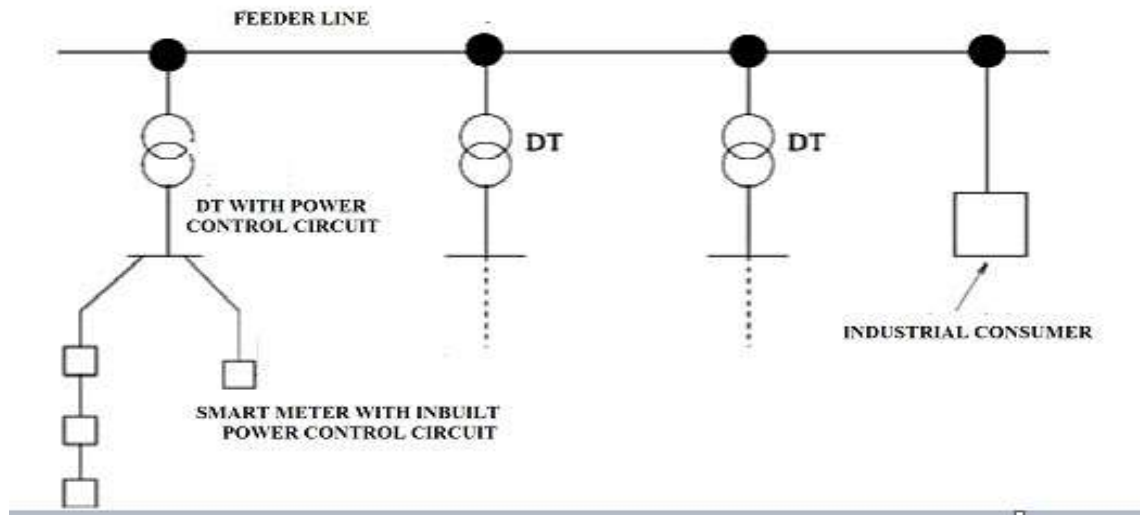 FEEDER LINE
DT
DT
DT WITH POWER
CONTROL CIRCUIT
INDUSTRIAL CONSUMER
SMART METER WITH INBUILT
POWER CONTROL CIRCUIT